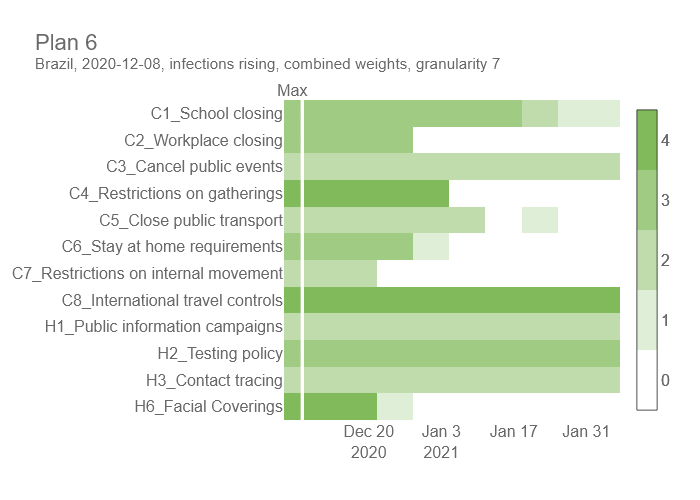 Plan 6
Brazil, 2020-12-08, infections rising, combined weights, granularity 7
Max
C1_School closing
C2_Workplace closing
C3_Cancel public events
C4_Restrictions on gatherings
C5_Close public transport
C6_Stay at home requirements
C7_Restrictions on internal movement
C8_International travel controls
H1_Public information campaigns
H2_Testing policy
H3_Contact tracing
H6_Facial Coverings
4
3
2
1
0
Dec 20 Jan 3 Jan 17 Jan 31
2020 2021